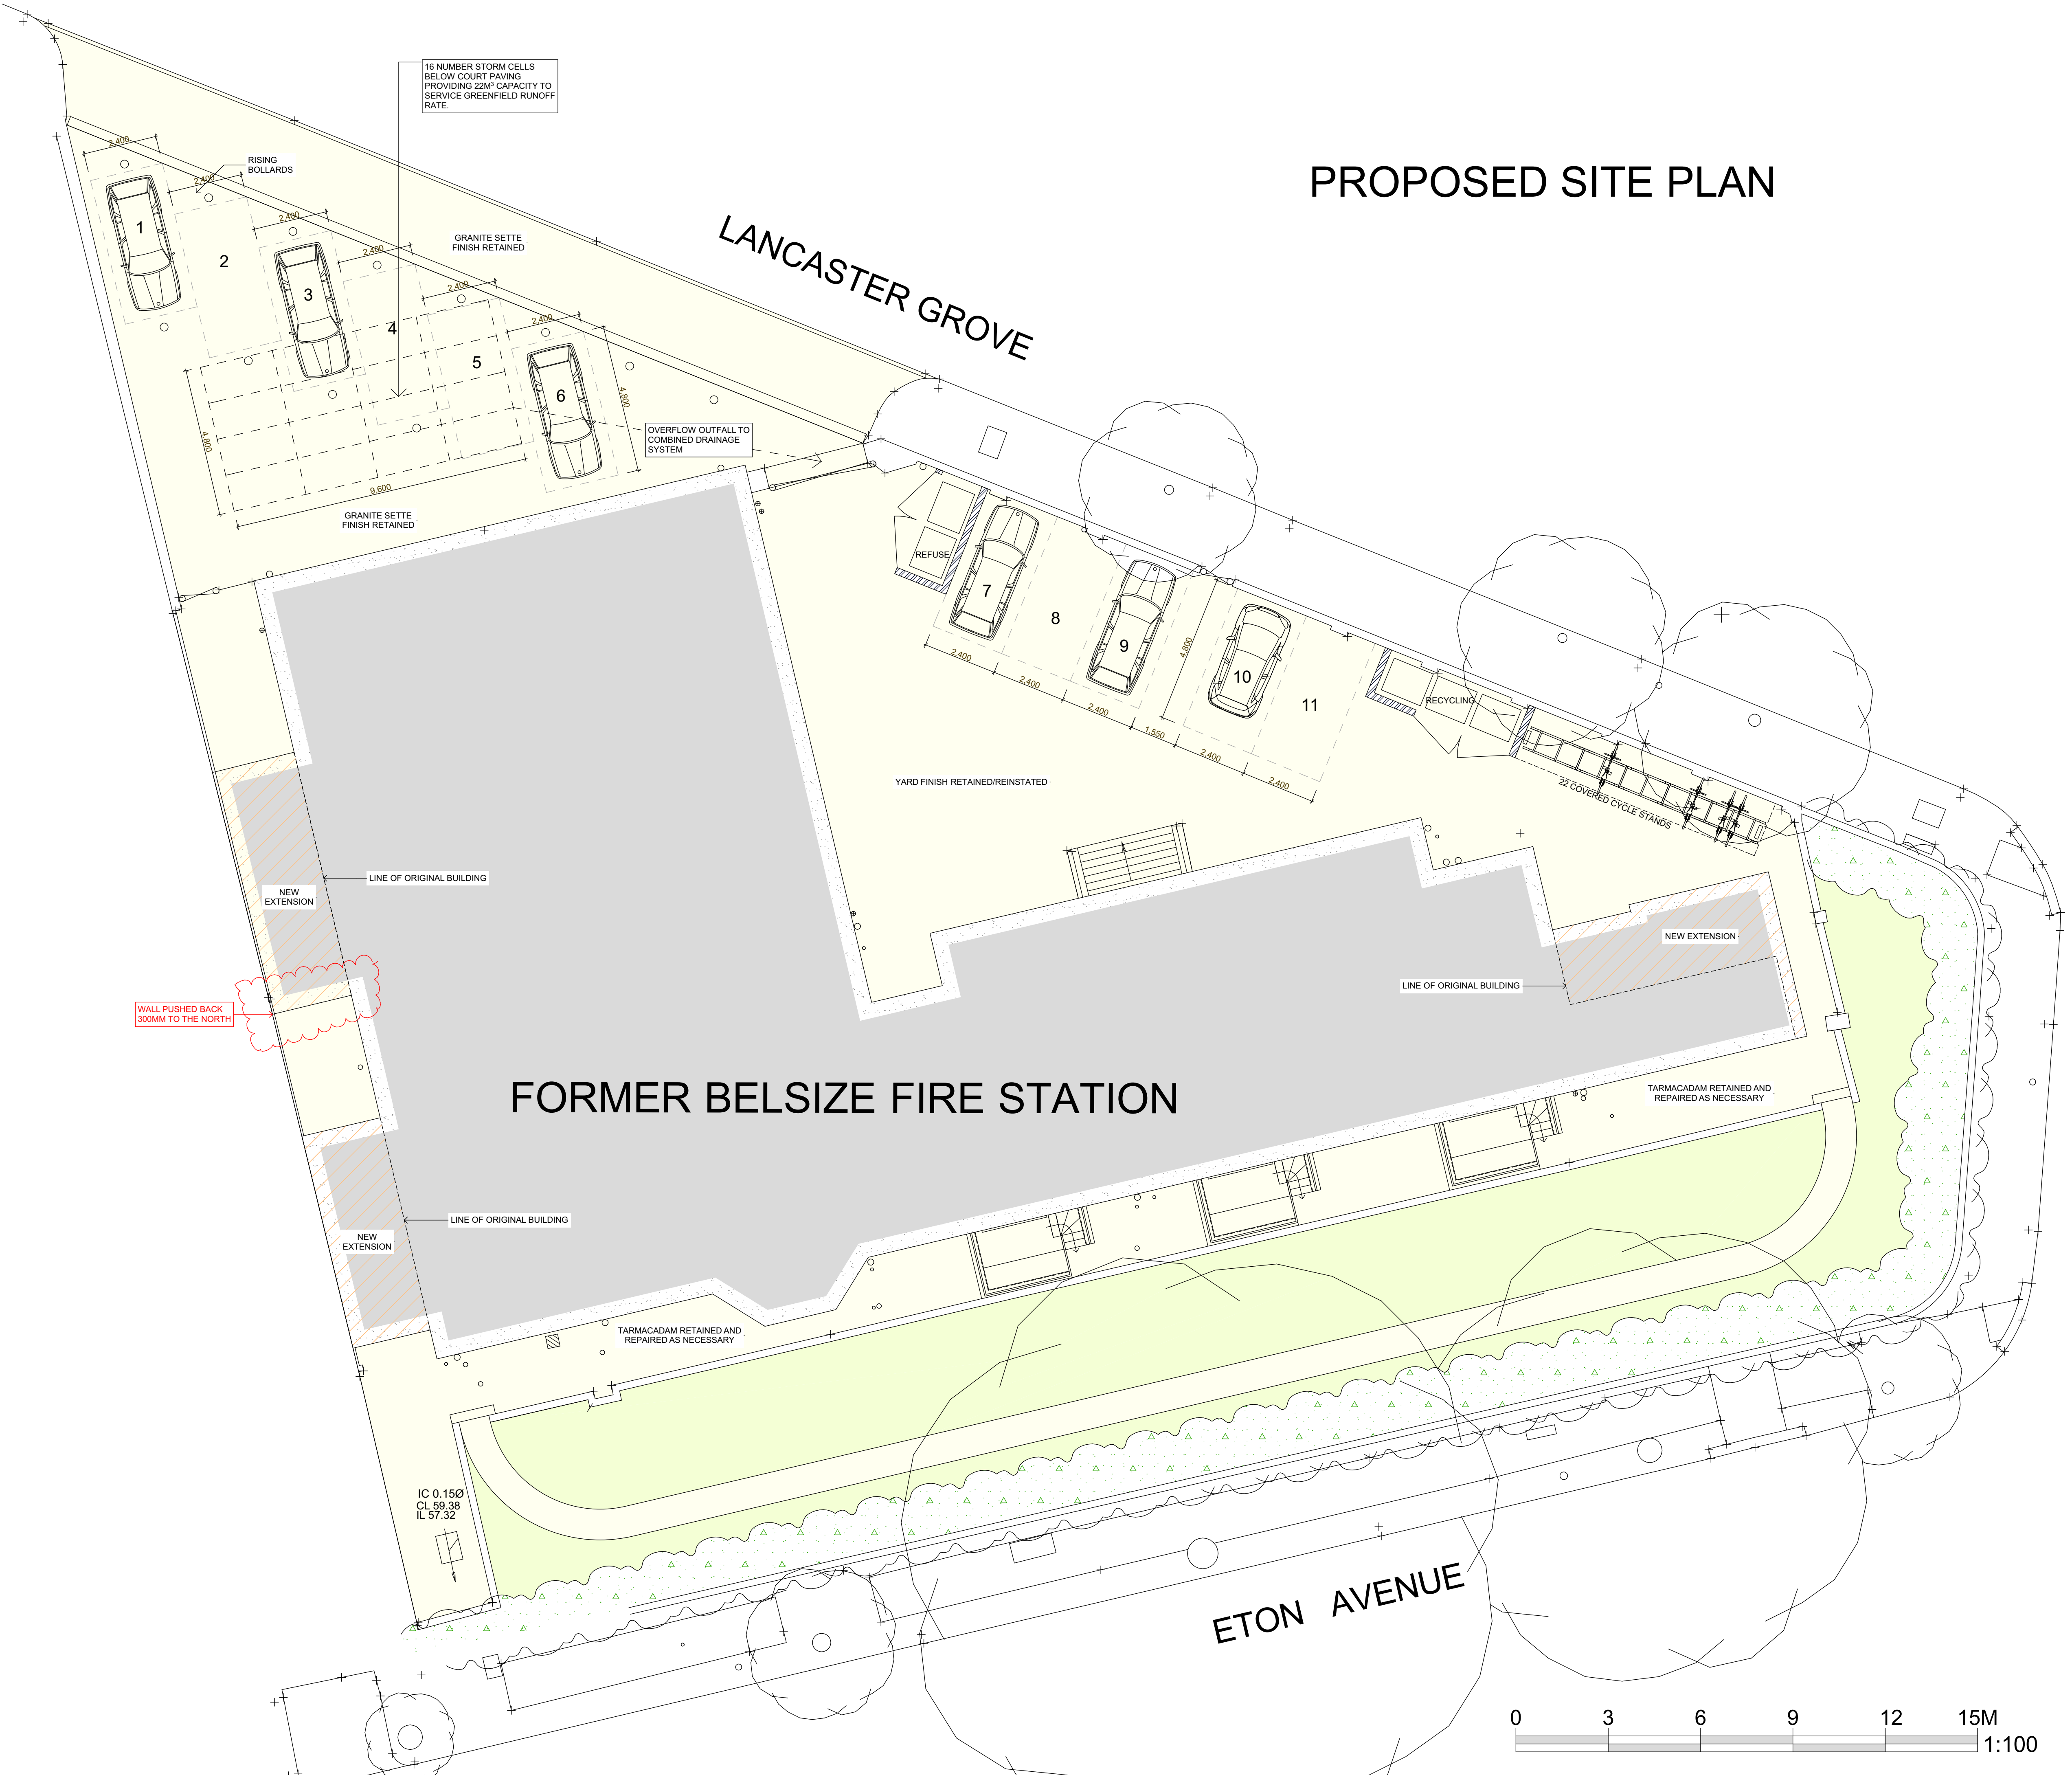 PROPOSED SITE PLAN
16 NUMBER STORM CELLS
BELOW COURT PAVING
PROVIDING 22M³ CAPACITY TO
SERVICE GREENFIELD RUNOFF
RATE.
2,400
RISING
BOLLARDS
2,400
2,400
2,400
2,400
2,400
GRANITE SETTE
FINISH RETAINED
LANCASTER GROVE
1
2
3
4
5
6
4,800
4,800
9,600
OVERFLOW OUTFALL TO
COMBINED DRAINAGE
SYSTEM
GRANITE SETTE
FINISH RETAINED
REFUSE
7
8
9
10
11
4,800
2,400
2,400
2,400
1,550
2,400
2,400
RECYCLING
22 COVERED CYCLE STANDS
YARD FINISH RETAINED/REINSTATED
LINE OF ORIGINAL BUILDING
NEW
EXTENSION
NEW EXTENSION
LINE OF ORIGINAL BUILDING
WALL PUSHED BACK
300MM TO THE NORTH
FORMER BELSIZE FIRE STATION
TARMACADAM RETAINED AND
REPAIRED AS NECESSARY
LINE OF ORIGINAL BUILDING
NEW
EXTENSION
TARMACADAM RETAINED AND
REPAIRED AS NECESSARY
IC 0.15Ø
CL 59.38
IL 57.32
ETON AVENUE
0 3 6 9 12 15M
1:100